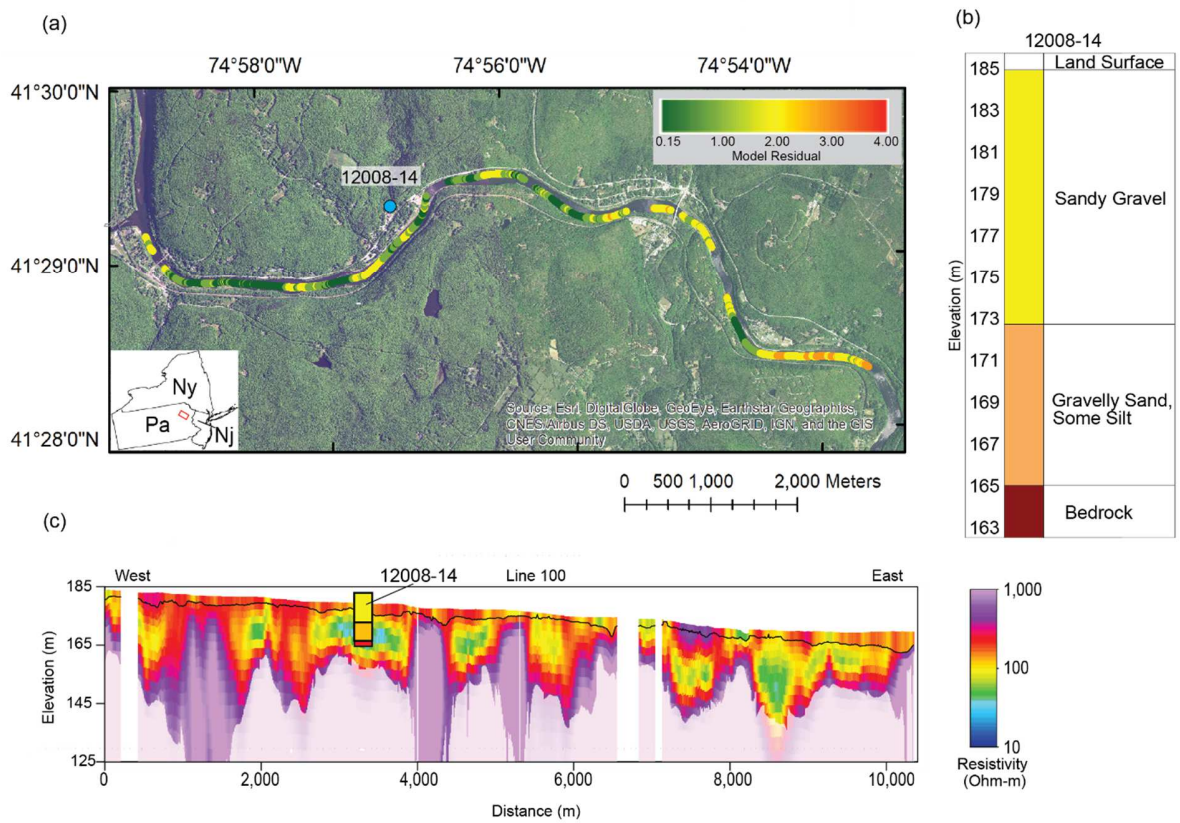 (a)
74°58'0"W 74°56'0"W 74°54'0"W
41°30'0"N
41°29'0"N
41°28'0"N
0.15 1.00 2.00 3.00 4.00
Model Residual
12008-14
Ny
Pa
Nj
Source: Esri, DigitalGlobe, GeoEye, Earthstar Geographics,
CNES/Airbus DS, USDA, USGS, AeroGRID, IGN, and the GIS
User Community
0 500 1,000 2,000 Meters
(b)
12008-14
Elevation (m)
185
183
181
179
177
175
173
171
169
167
165
163
Land Surface
Sandy Gravel
Gravelly Sand,
Some Silt
Bedrock
(c)
West 12008-14 Line 100 East
Elevation (m)
185
165
145
125
0 2,000 4,000 6,000 8,000 10,000
Distance (m)
1,000
100
10
Resistivity
(Ohm-m)